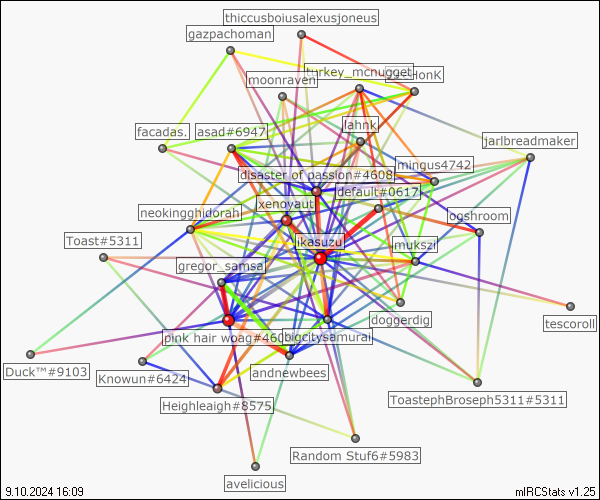 thiccusboiusalexusjoneus
gazpachoman
turkey_mcnugget
HonK
moonraven
lahnk
facadas.
asad#6947
jarlbreadmaker
mingus4742
disaster of passion#4608
default#0617
xenoyaut
neokingghidorah
ogshroom
Toast#5311
ikasuzu
mukszi
gregor_samsa
doggerdig
tescoroll
pink hair woag#460
bigcitysamurai
Duck™#9103
Knowun#6424
andnewbees
Heighleaigh#8575
ToastephBroseph5311#5311
Random Stuf6#5983
avelicious
9.10.2024 16:09
mIRCStats v1.25